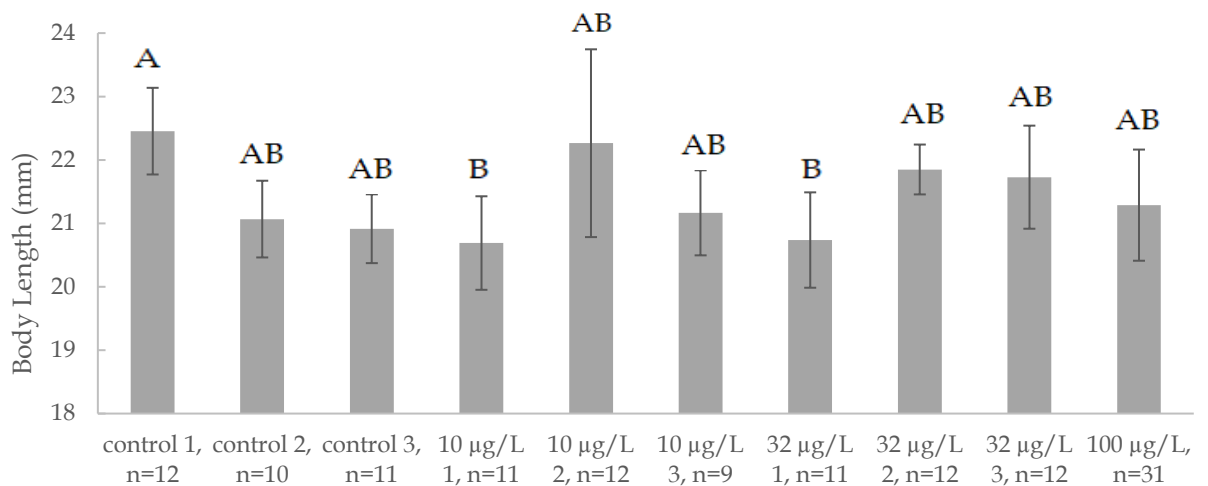 Body Length (mm)
24
23
22
21
20
19
18
A
AB
AB
B
AB
AB
B
AB
AB
AB
control 1,
n=12
control 2,
n=10
control 3,
n=11
10 µg/L
1, n=11
10 µg/L
2, n=12
10 µg/L
3, n=9
32 µg/L
1, n=11
32 µg/L
2, n=12
32 µg/L
3, n=12
100 µg/L,
n=31